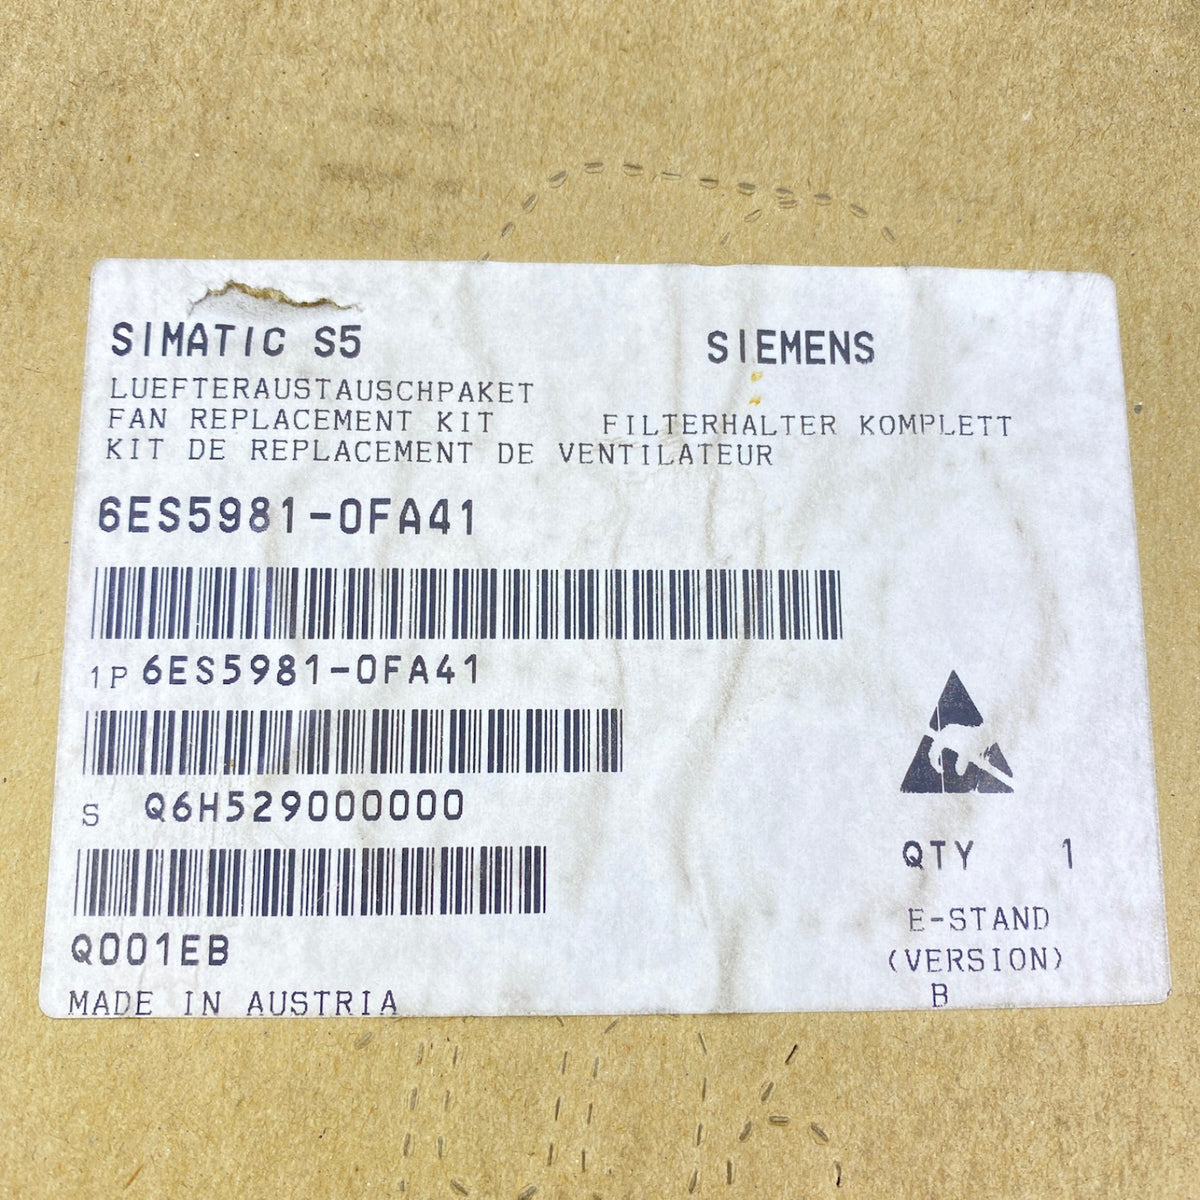 SIMATIC S5 SIEMENS
LUEFTERAUSTAUSCHPAKET
FAN REPLACEMENT KIT FILTERHALTER KOMPLETT
KIT DE REPLACEMENT DE VENTILATEUR
6ES5981-0FA41
1P 6ES5981-0FA41
S Q6H529000000
QTY 1
Q001EB
E-STAND
(VERSION)
B
MADE IN AUSTRIA